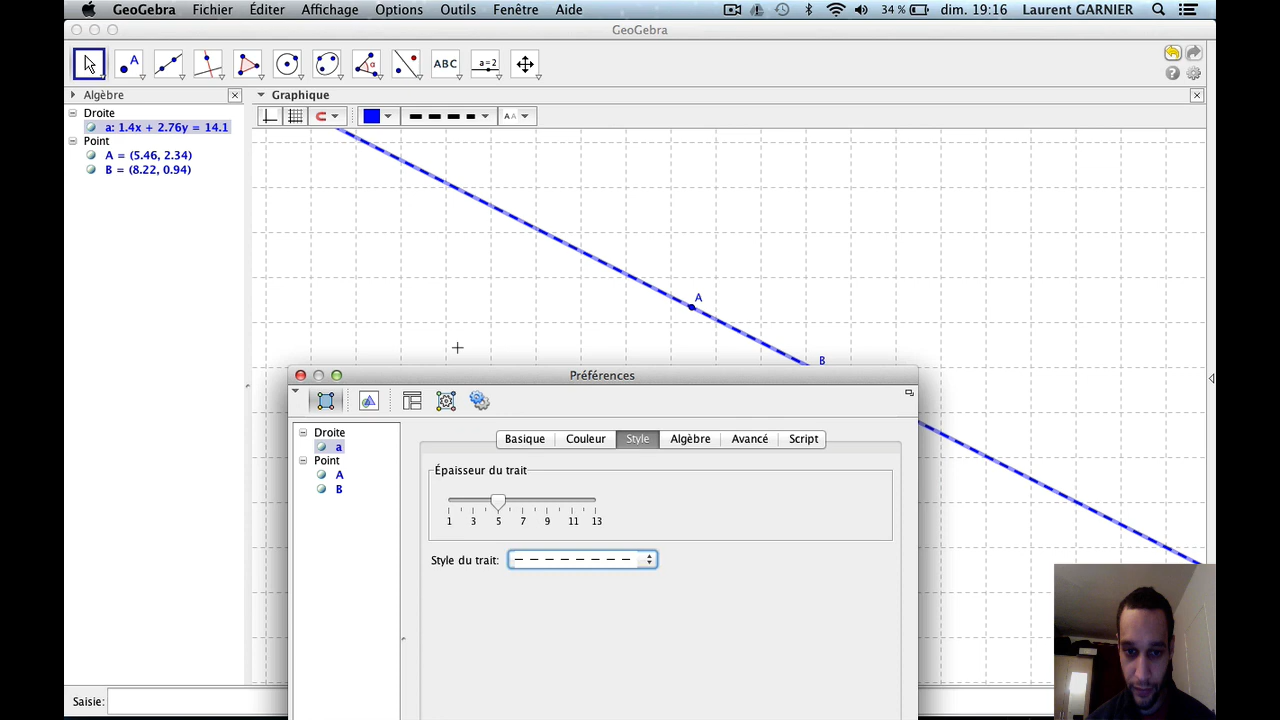 GeoGebra Fichier Éditer Affichage Options Outils Fenêtre Aide 34 % dim. 19:16 Laurent GARNIER
GeoGebra
A ABC a=2
Algèbre
Graphique
Droite
a: 1.4x + 2.76y = 14.1
Point
A = (5.46, 2.34)
B = (8.22, 0.94)
A A
A
B
Préférences
Droite
a
Point
A
B
Basique Couleur Style Algèbre Avancé Script
Épaisseur du trait
1 3 5 7 9 11 13
Style du trait:
Saisie: